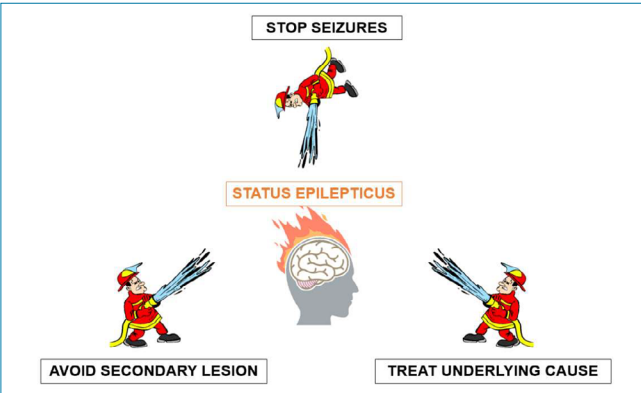 STOP SEIZURES
STATUS EPILEPTICUS
AVOID SECONDARY LESION
TREAT UNDERLYING CAUSE